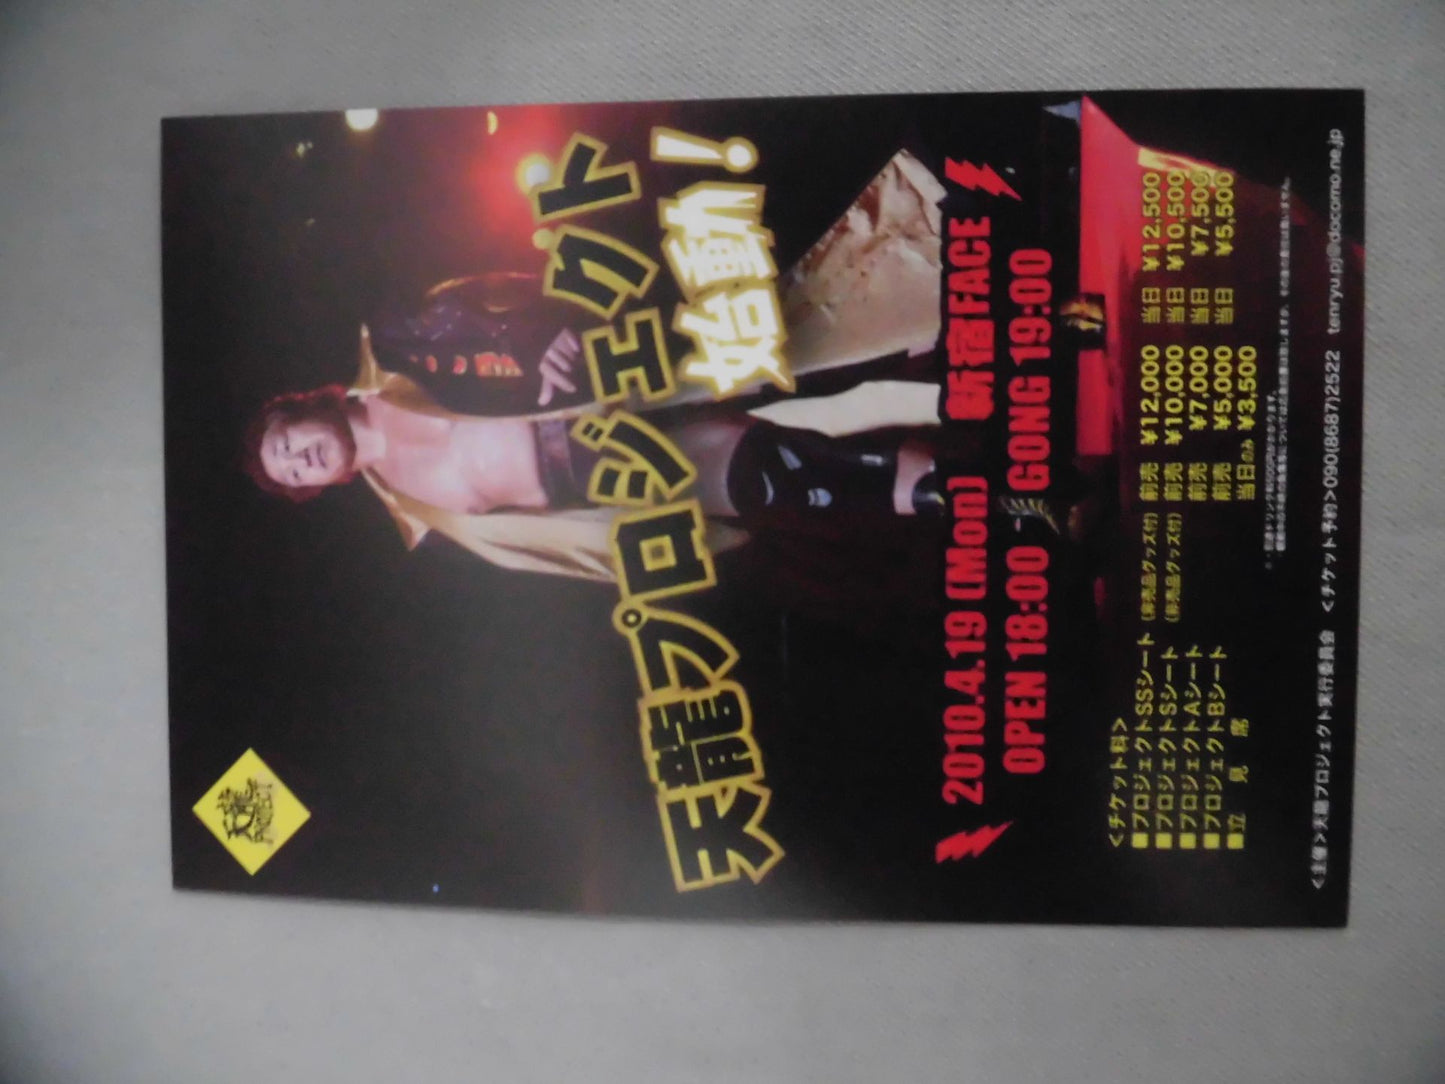 天龍
PROJECT
天龍プロジェクト
始動!
2010.4.19 (Mon) 新宿FACE
OPEN 18:00 GONG 19:00
<チケット料>
■プロジェクトSSシート (非売品グッズ付) 前売 ¥12,000 当日 ¥12,500
■プロジェクトSシート (非売品グッズ付) 前売 ¥10,000 当日 ¥10,500
■プロジェクトAシート 前売 ¥7,000 当日 ¥7,500
■プロジェクトBシート 前売 ¥5,000 当日 ¥5,500
■立見席 当日のみ ¥3,500
<主催>天龍プロジェクト実行委員会 <チケット予約>090(8687)2522 tenryu.pj@docomo.ne.jp